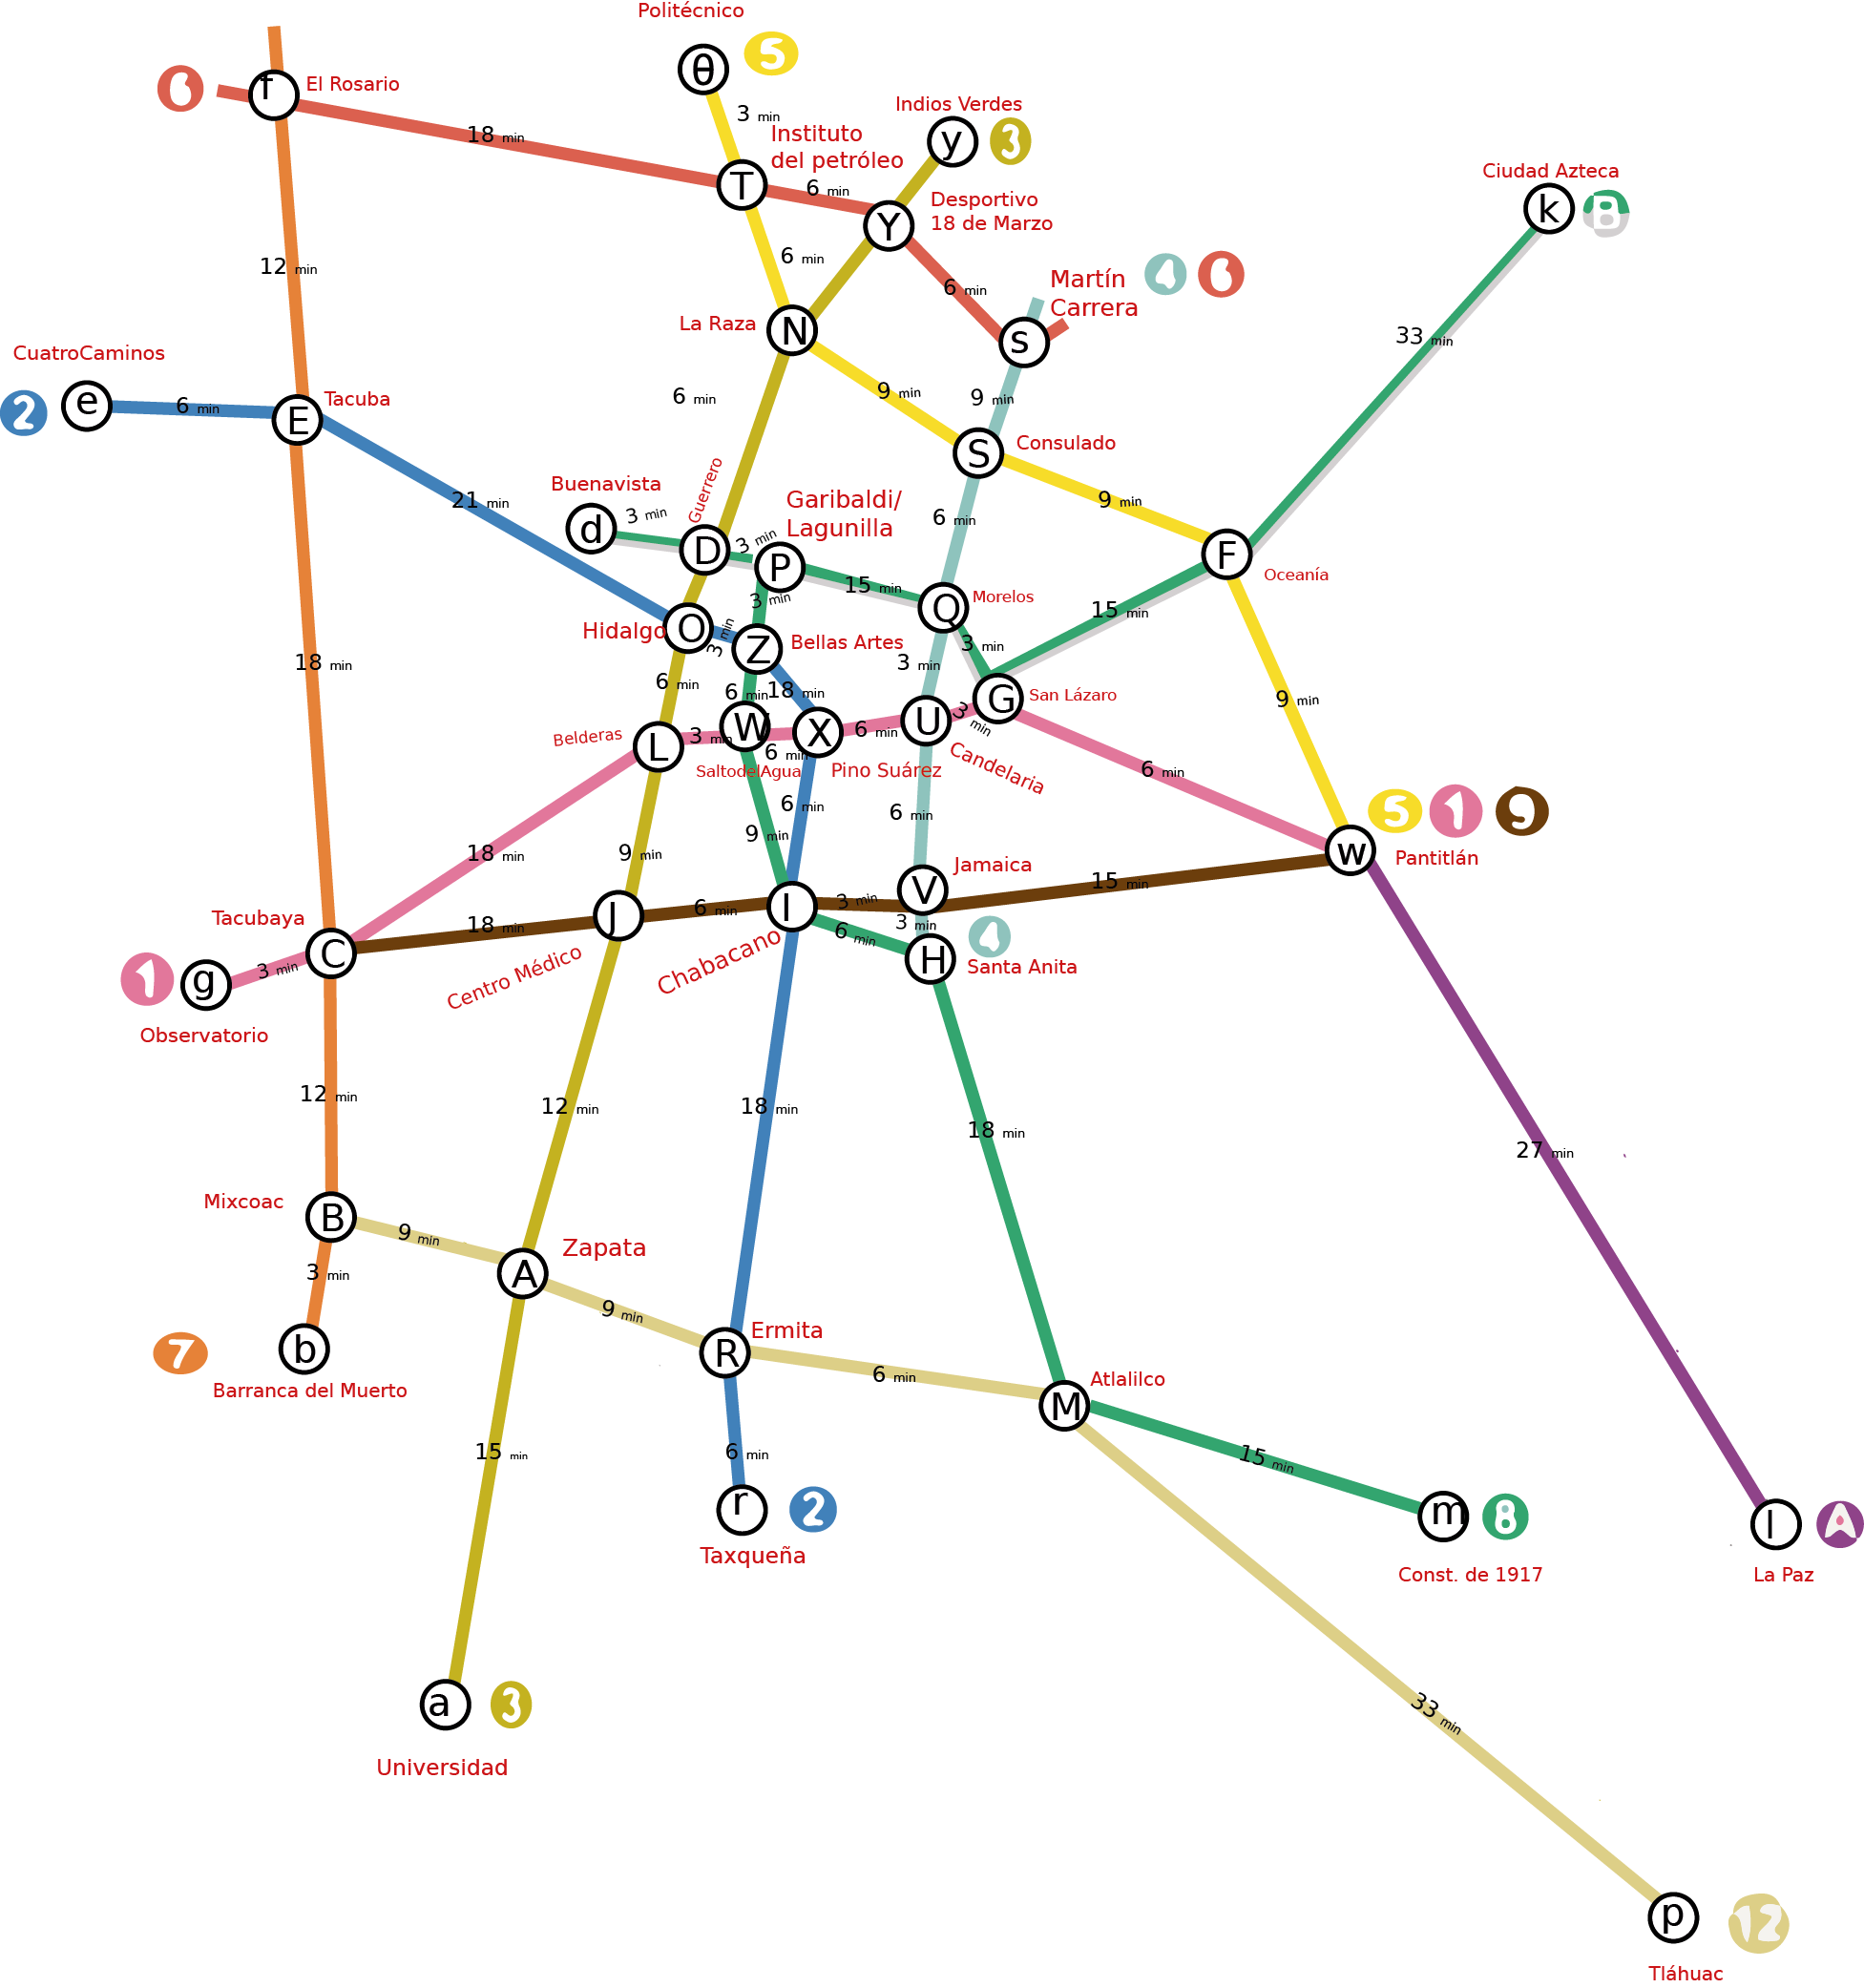 Politécnico
θ
5
Indios Verdes
6
f
El Rosario
3 min
y
3
18 min
Instituto
del petróleo
Ciudad Azteca
T
6 min
Desportivo
18 de Marzo
k
B
Y
12 min
6 min
6 min
Martín
Carrera
4
6
La Raza
N
s
33 min
CuatroCaminos
2
e
6 min
E
Tacuba
6 min
9 min
9 min
S
Consulado
Buenavista
Guerrero
21 min
d
3 min
Garibaldi/
Lagunilla
6 min
9 min
D
3 min
P
F
Oceanía
15 min
3 min
Q
Morelos
15 min
Hidalgo
O
3 min
Z
Bellas Artes
3 min
3 min
18 min
6 min
6 min
18 min
G
San Lázaro
9 min
Belderas
L
3 min
W
6 min
X
6 min
U
3 min
SaltodelAgua
Pino Suárez
Candelaria
6 min
6 min
6 min
5
1
9
18 min
9 min
9 min
w
Pantitlán
Jamaica
V
15 min
Tacubaya
C
18 min
J
6 min
I
3 min
3 min
6 min
4
1
g
3 min
Centro Médico
Chabacano
H
Santa Anita
Observatorio
12 min
12 min
18 min
18 min
27 min
Mixcoac
B
9 min
Zapata
A
3 min
9 min
Ermita
7
b
R
6 min
Atlalilco
M
Barranca del Muerto
15 min
6 min
15 min
r
2
m
8
l
A
Taxqueña
Const. de 1917
La Paz
a
3
33 min
Universidad
p
12
Tláhuac